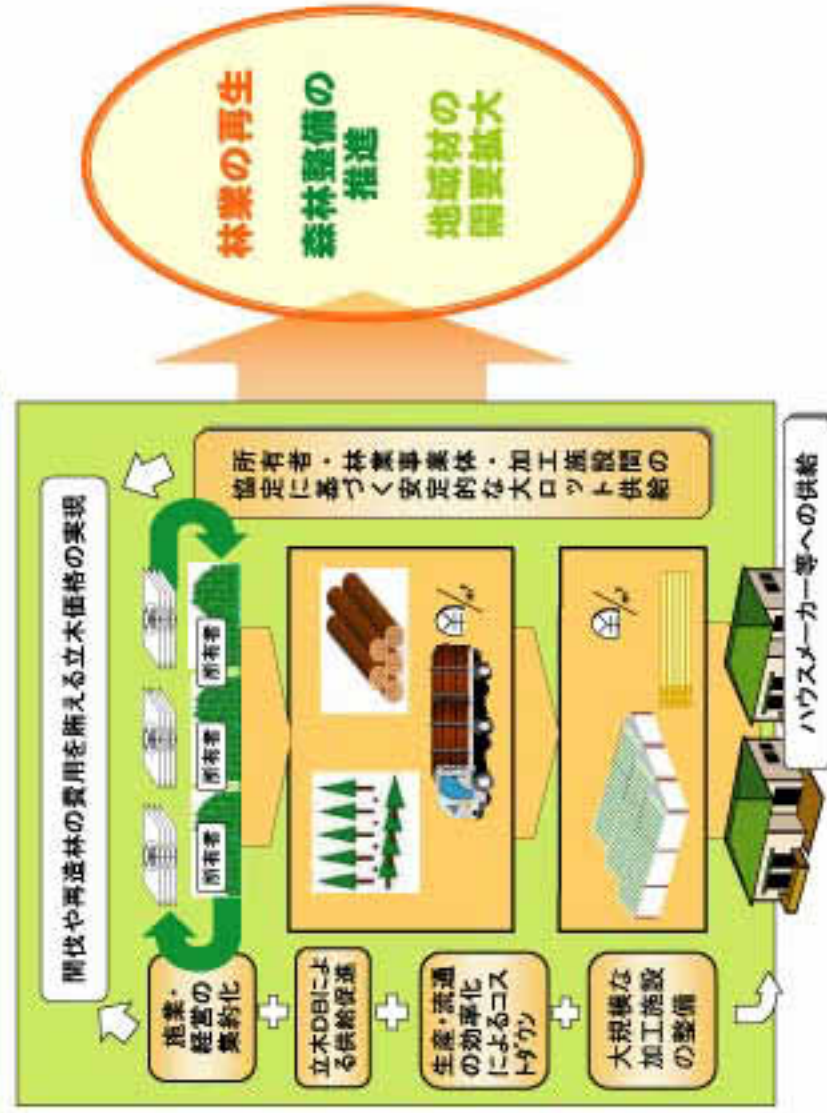 間伐や再造林の費用を賄える立木価格の実現
施業・
経営の
集約化
立木DBによ
る供給促進
生産・流通
の効率化
によるコス
トダウン
大規模な
加工施設
の整備
所有者
所有者
所有者
所有者・林業事業体・加工施設間の
協定に基づく安定的な大ロット供給
ハウスメーカー等への供給
林業の再生
森林整備の
推進
地域材の
需要拡大